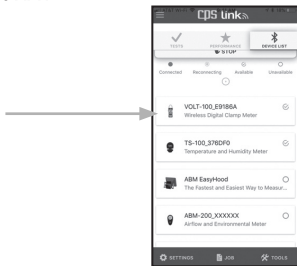 CPS Link
TESTS
PERFORMANCE
DEVICE LIST
STOP
Connected
Reconnecting
Available
Unavailable
VOLT-100_E9186A
Wireless Digital Clamp Meter
TS-100_376DF0
Temperature and Humidity Meter
ABM EasyHood
The Fastest and Easiest Way to Measur...
ABM-200_XXXXXX
Airflow and Environmental Meter
SETTINGS
JOB
TOOLS